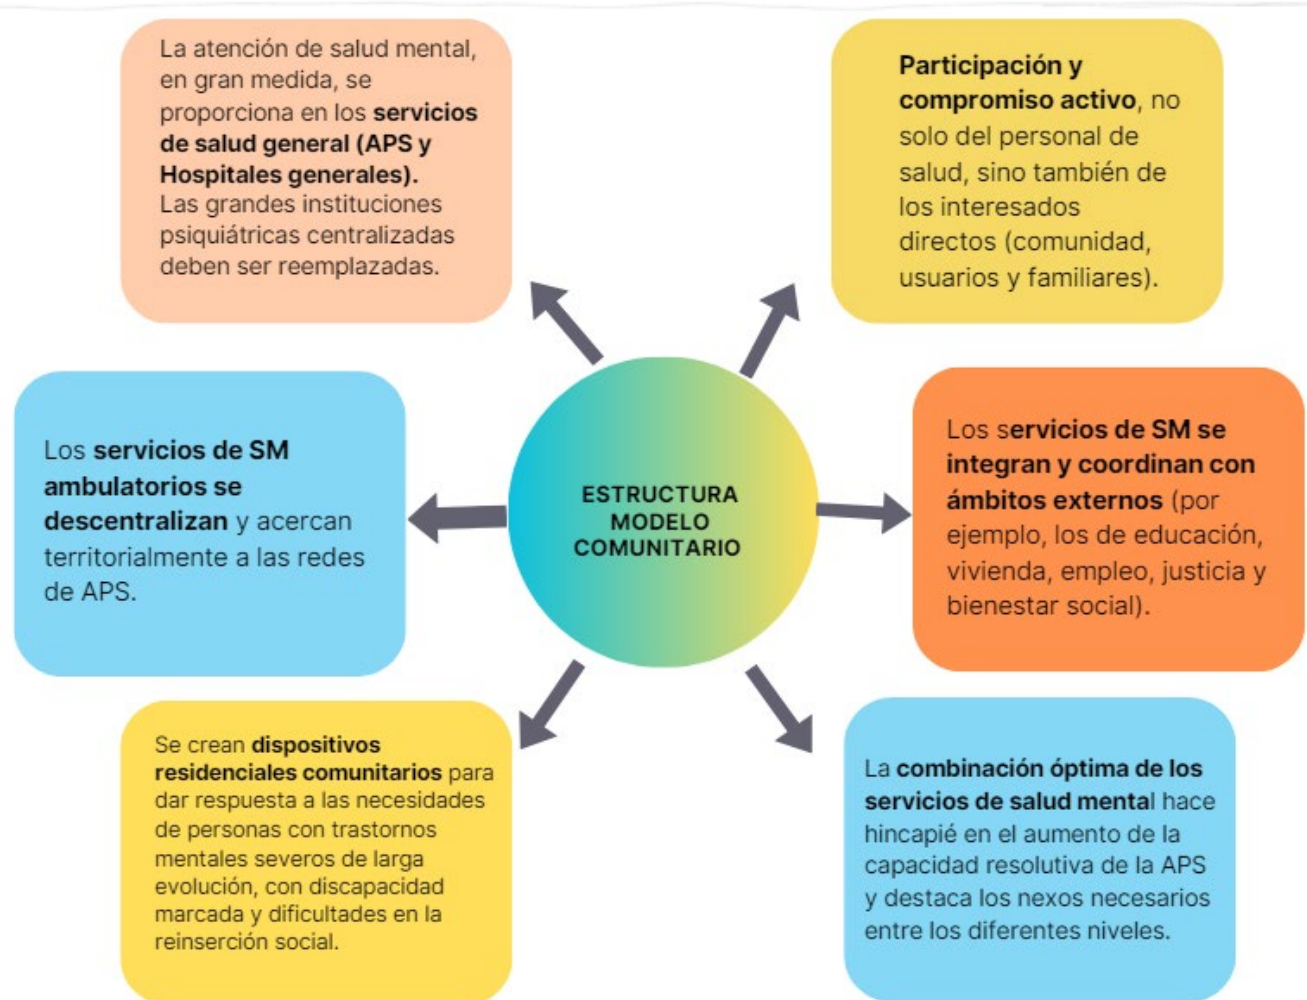 La atención de salud mental,
en gran medida, se
proporciona en los servicios
de salud general (APS y
Hospitales generales).
Las grandes instituciones
psiquiátricas centralizadas
deben ser reemplazadas.
Participación y
compromiso activo, no
solo del personal de
salud, sino también de
los interesados
directos (comunidad,
usuarios y familiares).
Los servicios de SM
ambulatorios se
descentralizan y acercan
territorialmente a las redes
de APS.
ESTRUCTURA
MODELO
COMUNITARIO
Los servicios de SM se
integran y coordinan con
ámbitos externos (por
ejemplo, los de educación,
vivienda, empleo, justicia y
bienestar social).
Se crean dispositivos
residenciales comunitarios para
dar respuesta a las necesidades
de personas con trastornos
mentales severos de larga
evolución, con discapacidad
marcada y dificultades en la
reinserción social.
La combinación óptima de los
servicios de salud mental hace
hincapié en el aumento de la
capacidad resolutiva de la APS
y destaca los nexos necesarios
entre los diferentes niveles.